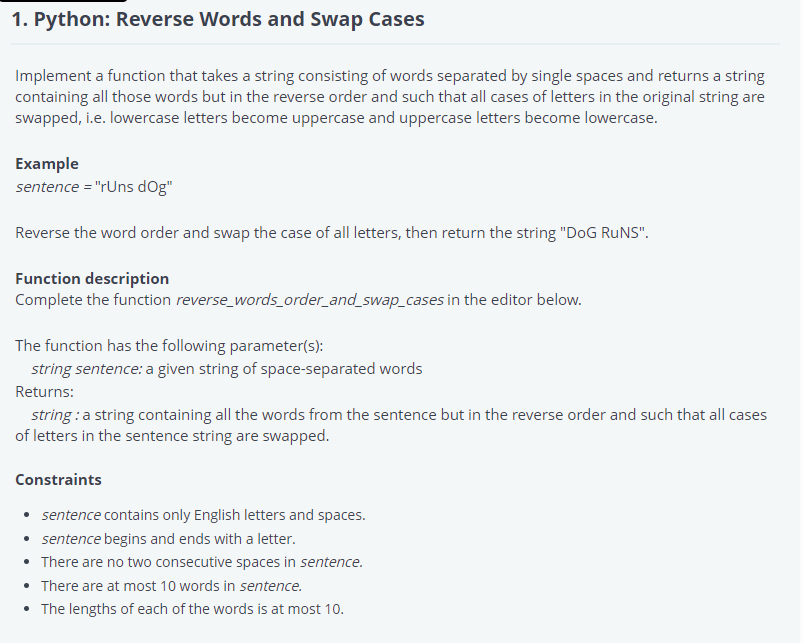 1. Python: Reverse Words and Swap Cases
Implement a function that takes a string consisting of words separated by single spaces and returns a string
containing all those words but in the reverse order and such that all cases of letters in the original string are
swapped, i.e. lowercase letters become uppercase and uppercase letters become lowercase.
Example
sentence = "rUns dOg"
Reverse the word order and swap the case of all letters, then return the string "DoG RuNS".
Function description
Complete the function reverse_words_order_and_swap_cases in the editor below.
The function has the following parameter(s):
string sentence: a given string of space-separated words
Returns:
string : a string containing all the words from the sentence but in the reverse order and such that all cases
of letters in the sentence string are swapped.
Constraints
• sentence contains only English letters and spaces.
• sentence begins and ends with a letter.
• There are no two consecutive spaces in sentence.
• There are at most 10 words in sentence.
• The lengths of each of the words is at most 10.